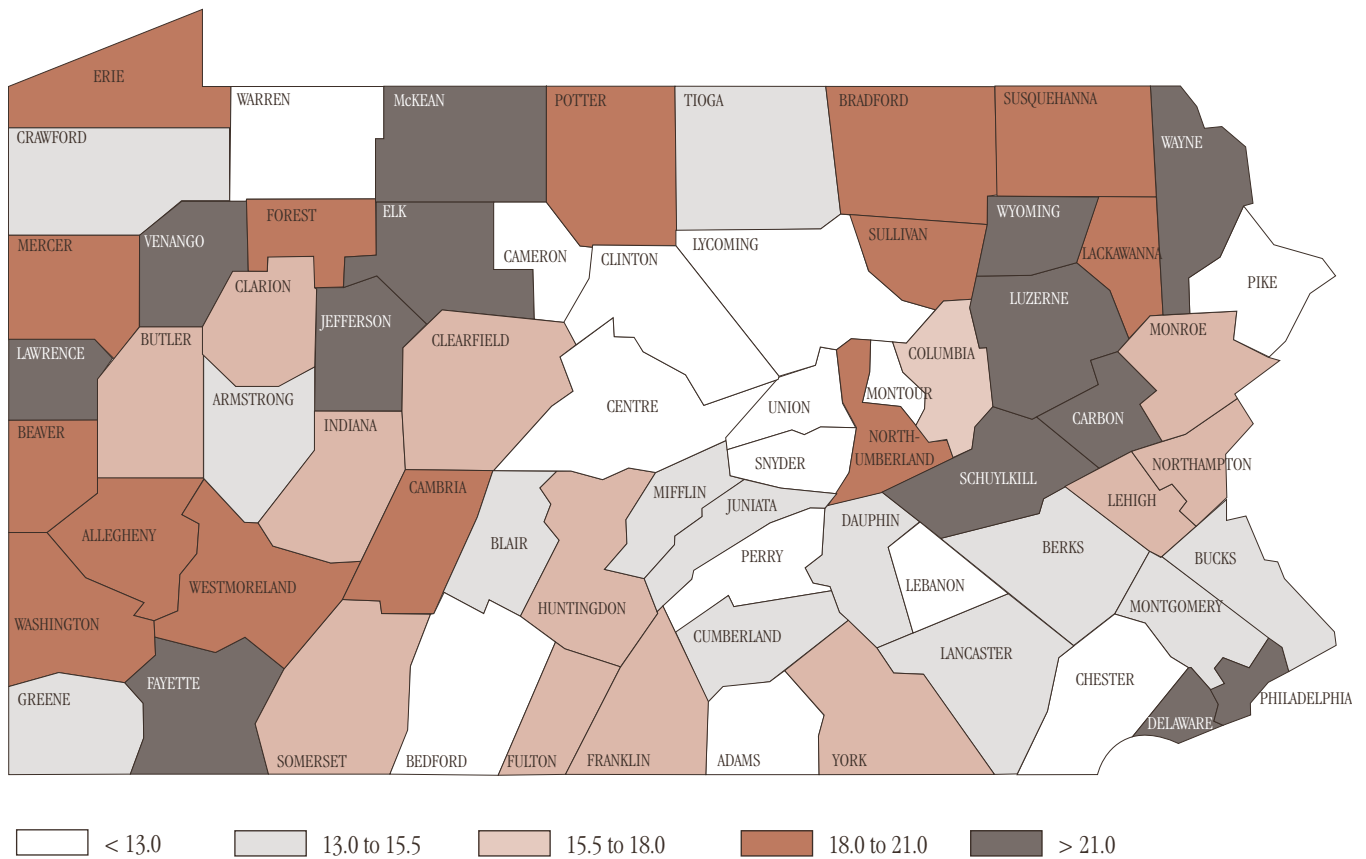 ERIE
WARREN
McKEAN
POTTER
TIOGA
BRADFORD
SUSQUEHANNA
CRAWFORD
WAYNE
FOREST
ELK
WYOMING
MERCER
VENANGO
CAMERON
CLINTON
LYCOMING
SULLIVAN
LACKAWANNA
CLARION
PIKE
LUZERNE
JEFFERSON
MONROE
BUTLER
CLEARFIELD
LAWRENCE
COLUMBIA
ARMSTRONG
MONTOUR
CENTRE
UNION
CARBON
INDIANA
BEAVER
NORTH-
UMBERLAND
SNYDER
NORTHAMPTON
SCHUYLKILL
CAMBRIA
MIFFLIN
LEHIGH
JUNIATA
DAUPHIN
ALLEGHENY
BLAIR
BERKS
PERRY
BUCKS
WESTMORELAND
LEBANON
HUNTINGDON
MONTGOMERY
WASHINGTON
CUMBERLAND
LANCASTER
FAYETTE
CHESTER
GREENE
PHILADELPHIA
DELAWARE
SOMERSET
BEDFORD
FULTON
FRANKLIN
ADAMS
YORK
< 13.0
13.0 to 15.5
15.5 to 18.0
18.0 to 21.0
> 21.0